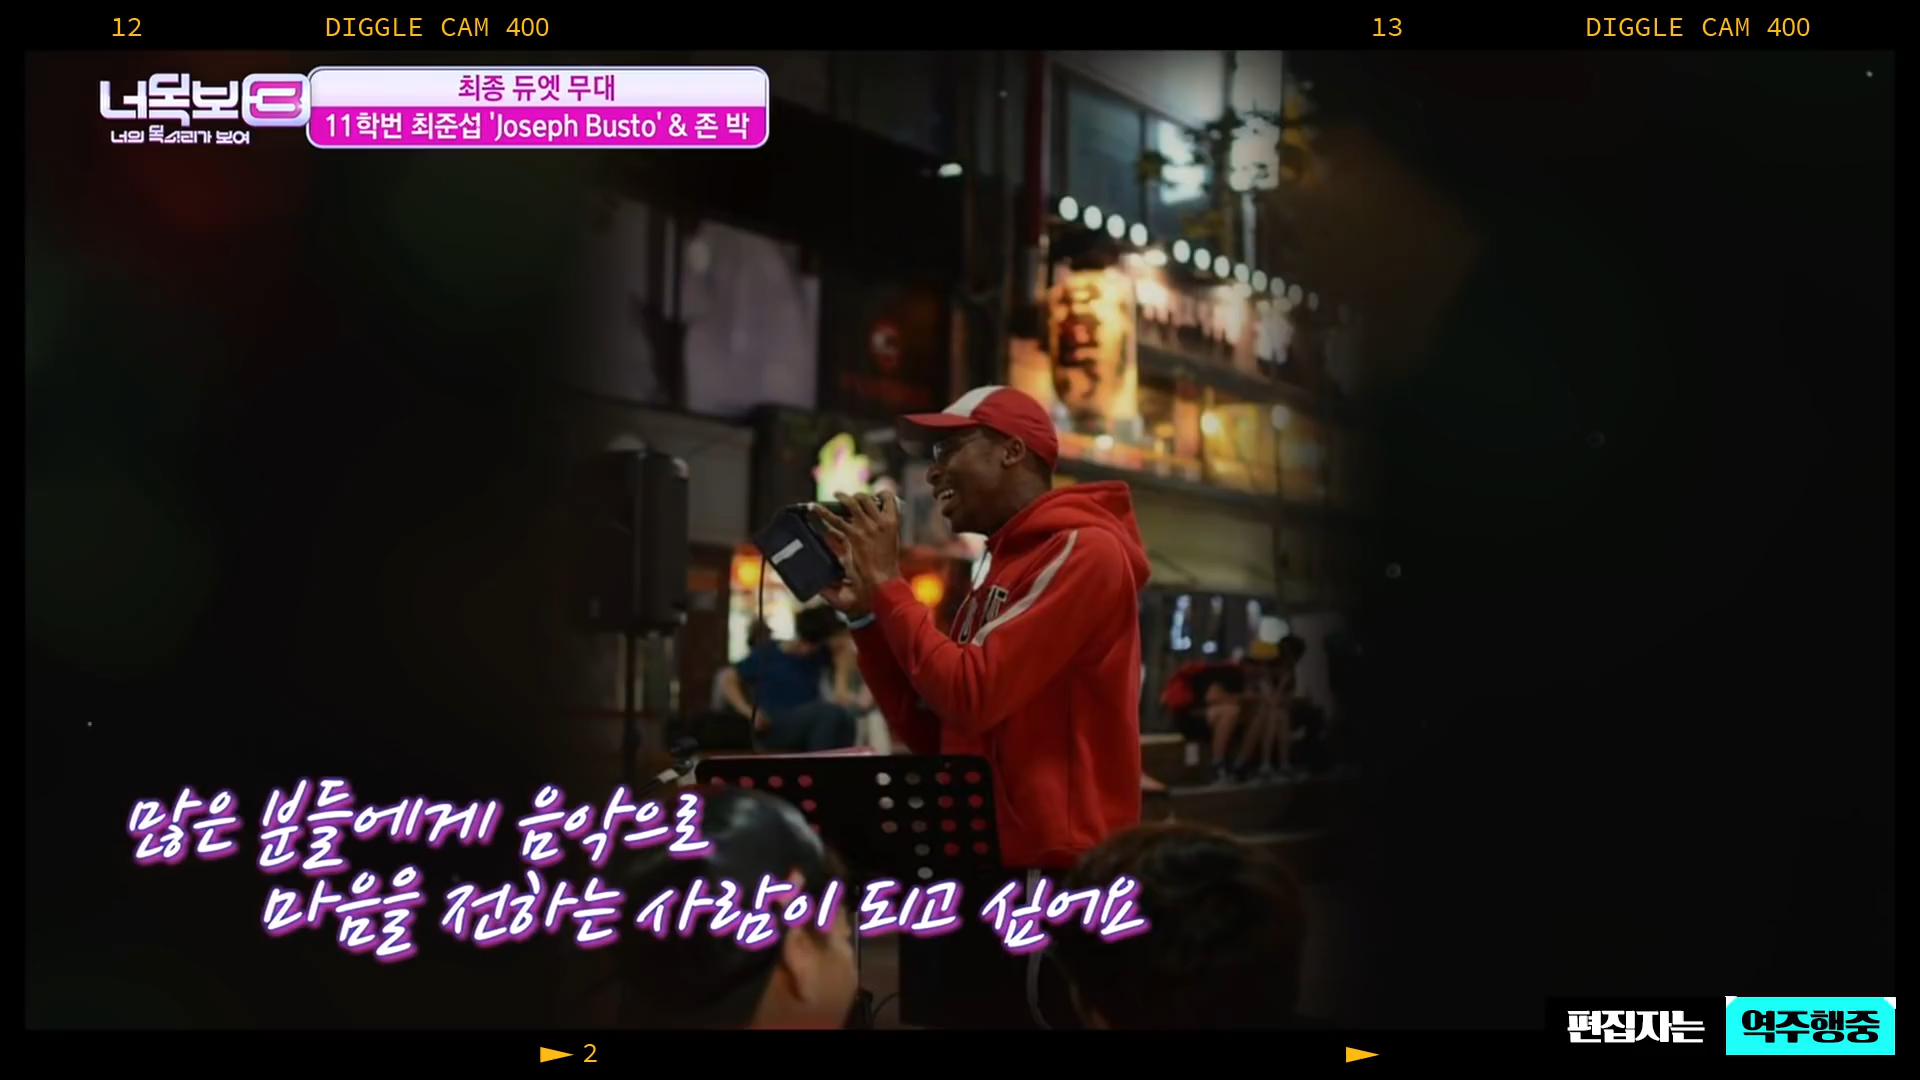 12
DIGGLE CAM 400
13
DIGGLE CAM 400
너목보3
너의 목소리가 보여
최종 듀엣 무대
11학번 최준섭 'Joseph Busto' & 존 박
많은 분들에게 음악으로
마음을 전하는 사람이 되고 싶어요
편집자는 역주행중
2